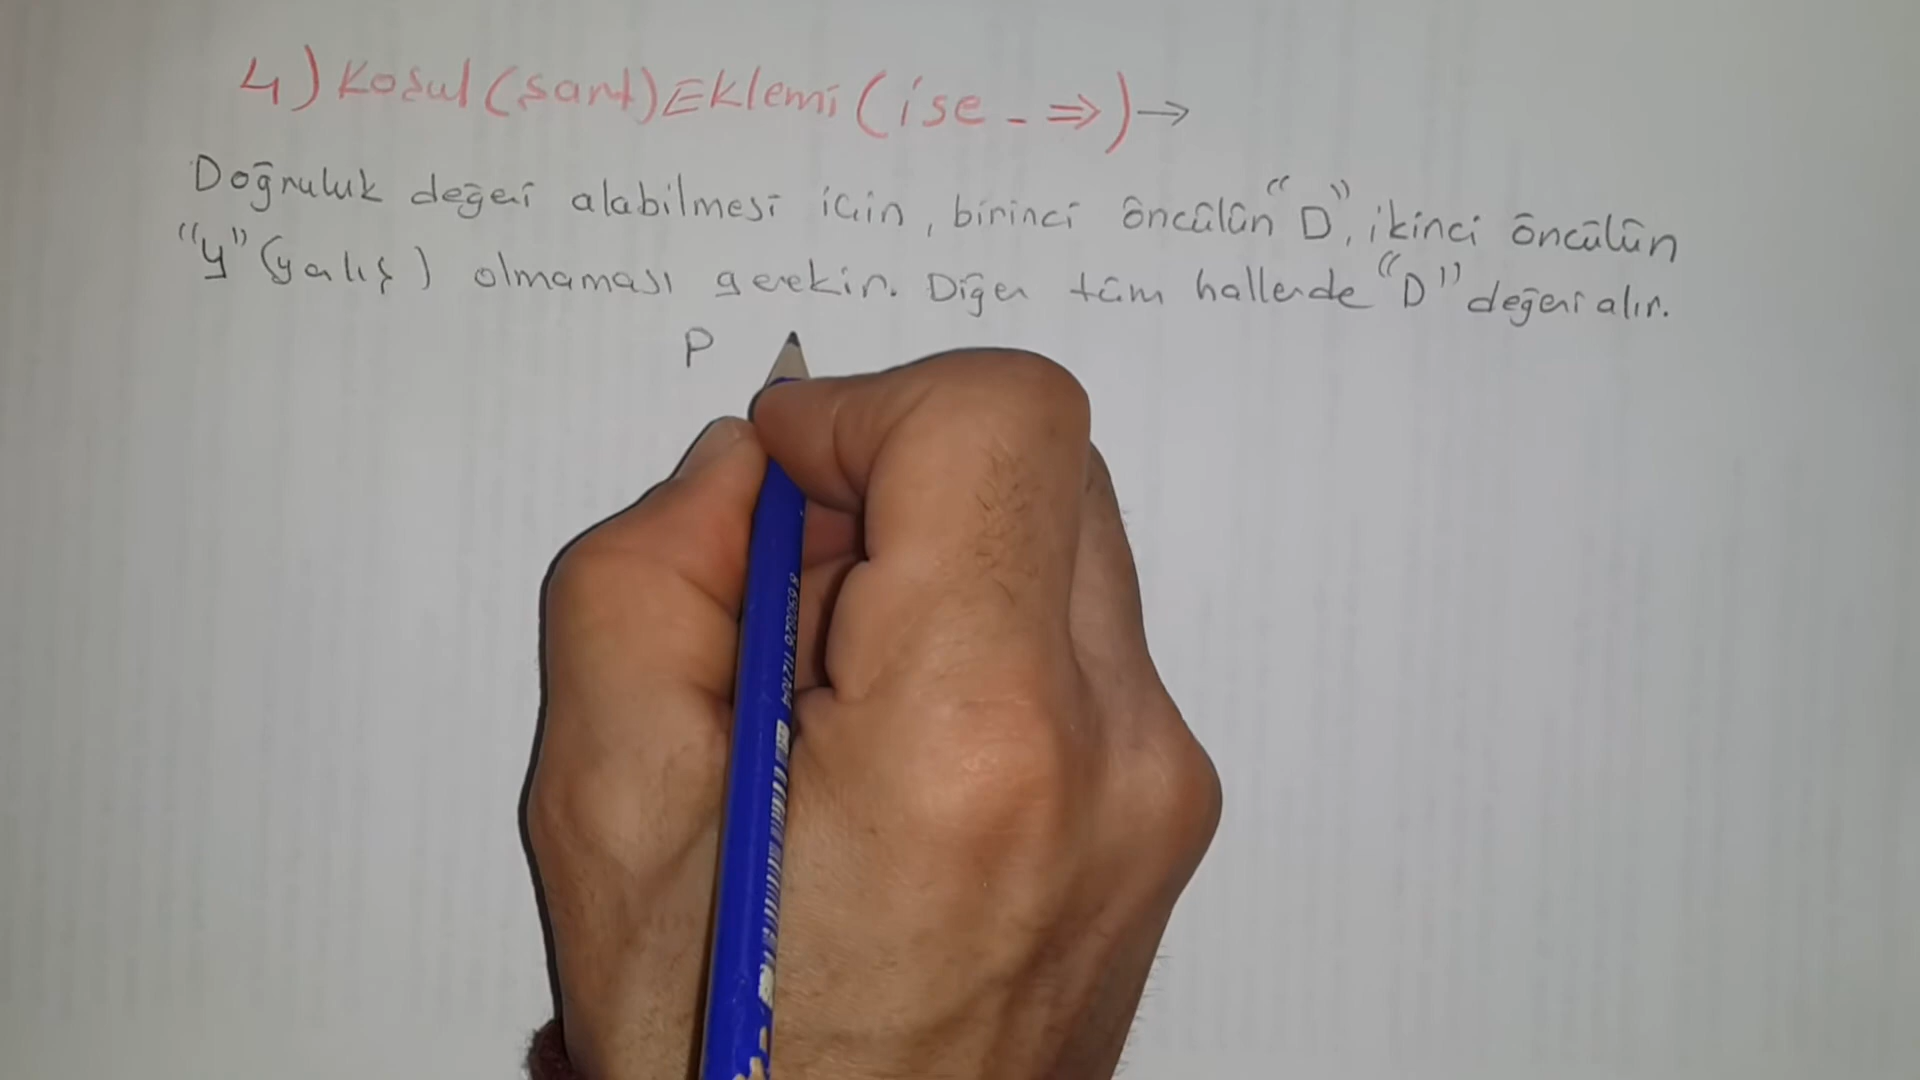 4) Koşul (şart) Eklemi (ise - ⇒) →
Doğruluk değeri alabilmesi için, birinci öncülün "D", ikinci öncülün
"y" (yalış) olmaması gerekir. Diğer tüm hallerde "D" değeri alır.
P